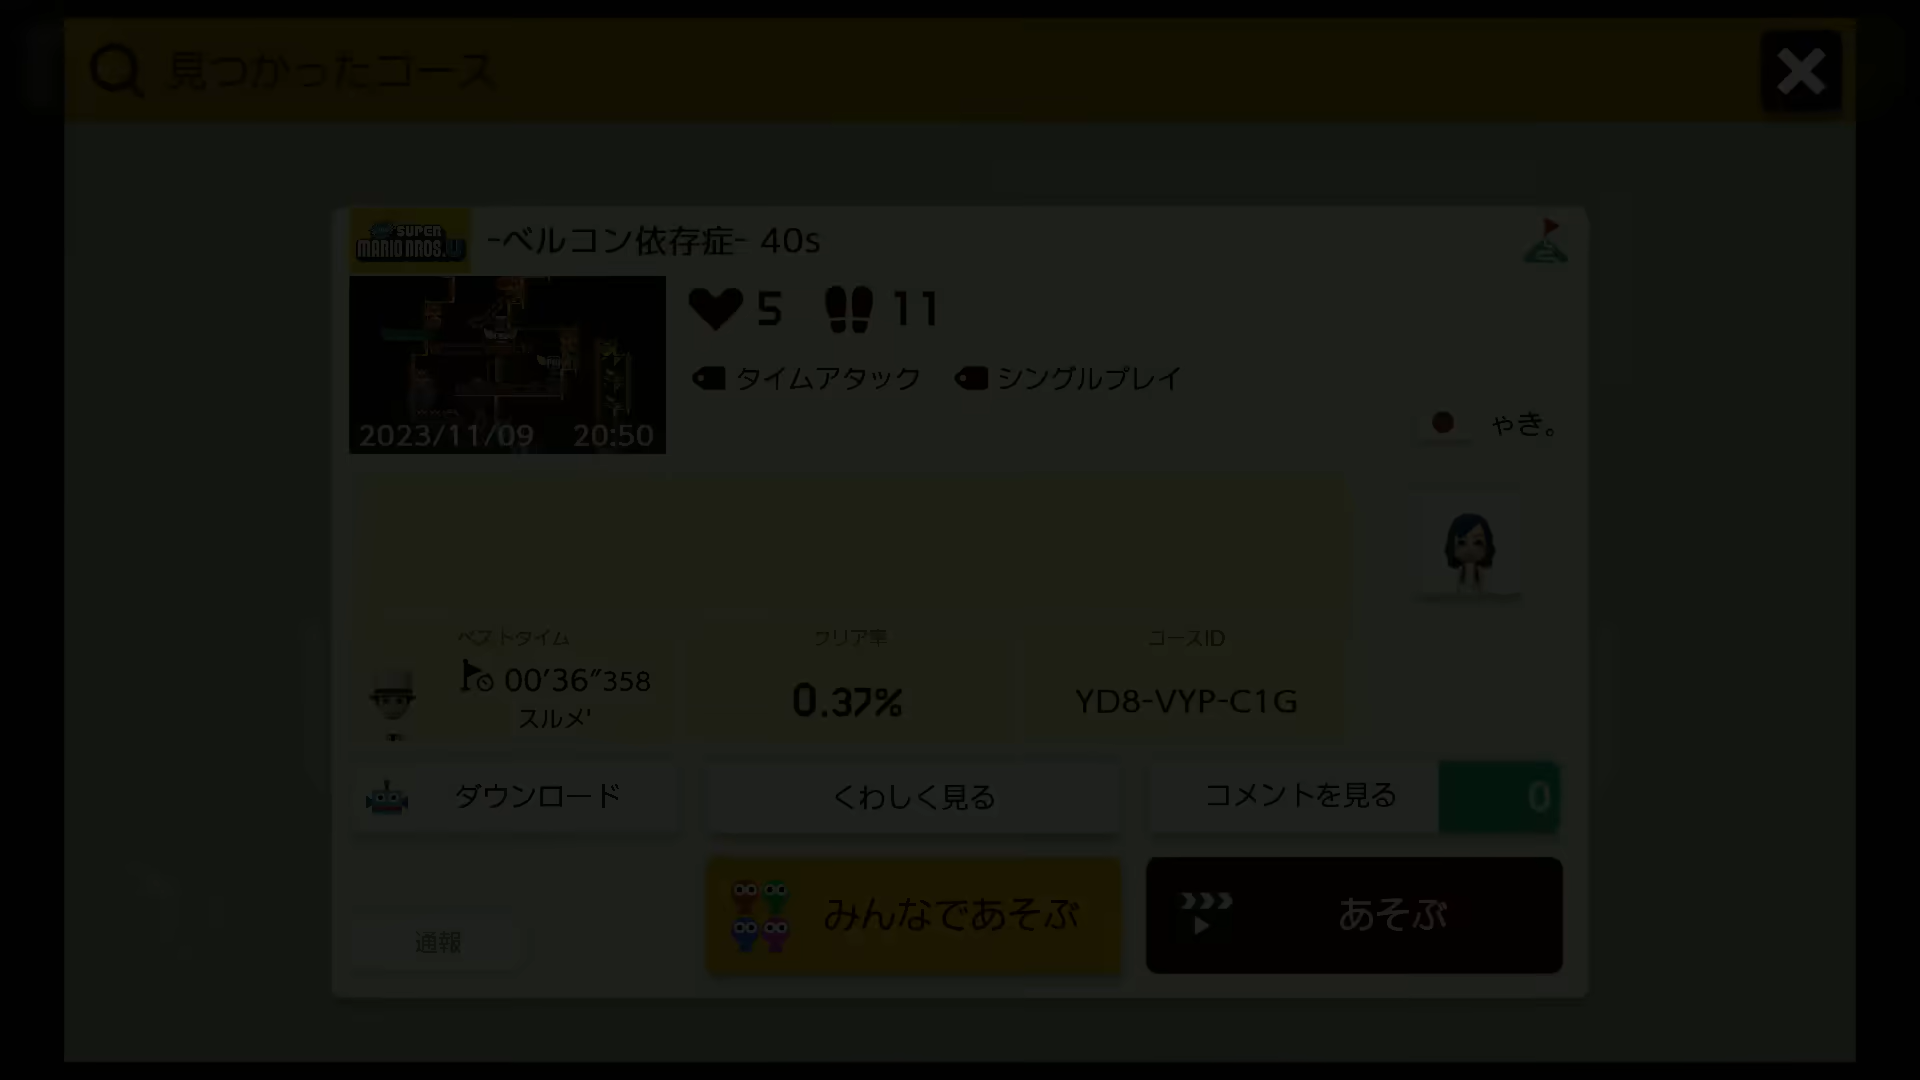 見つかったコース
SUPER
MARIO BROS. U
-ベルコン依存症- 40s
5 11
タイムアタック シングルプレイ
2023/11/09 20:50
ゃき。
ベストタイム
00'36"358
スルメ'
クリア率
0.37%
コースID
YD8-VYP-C1G
ダウンロード
くわしく見る
コメントを見る 0
通報
みんなであそぶ
あそぶ